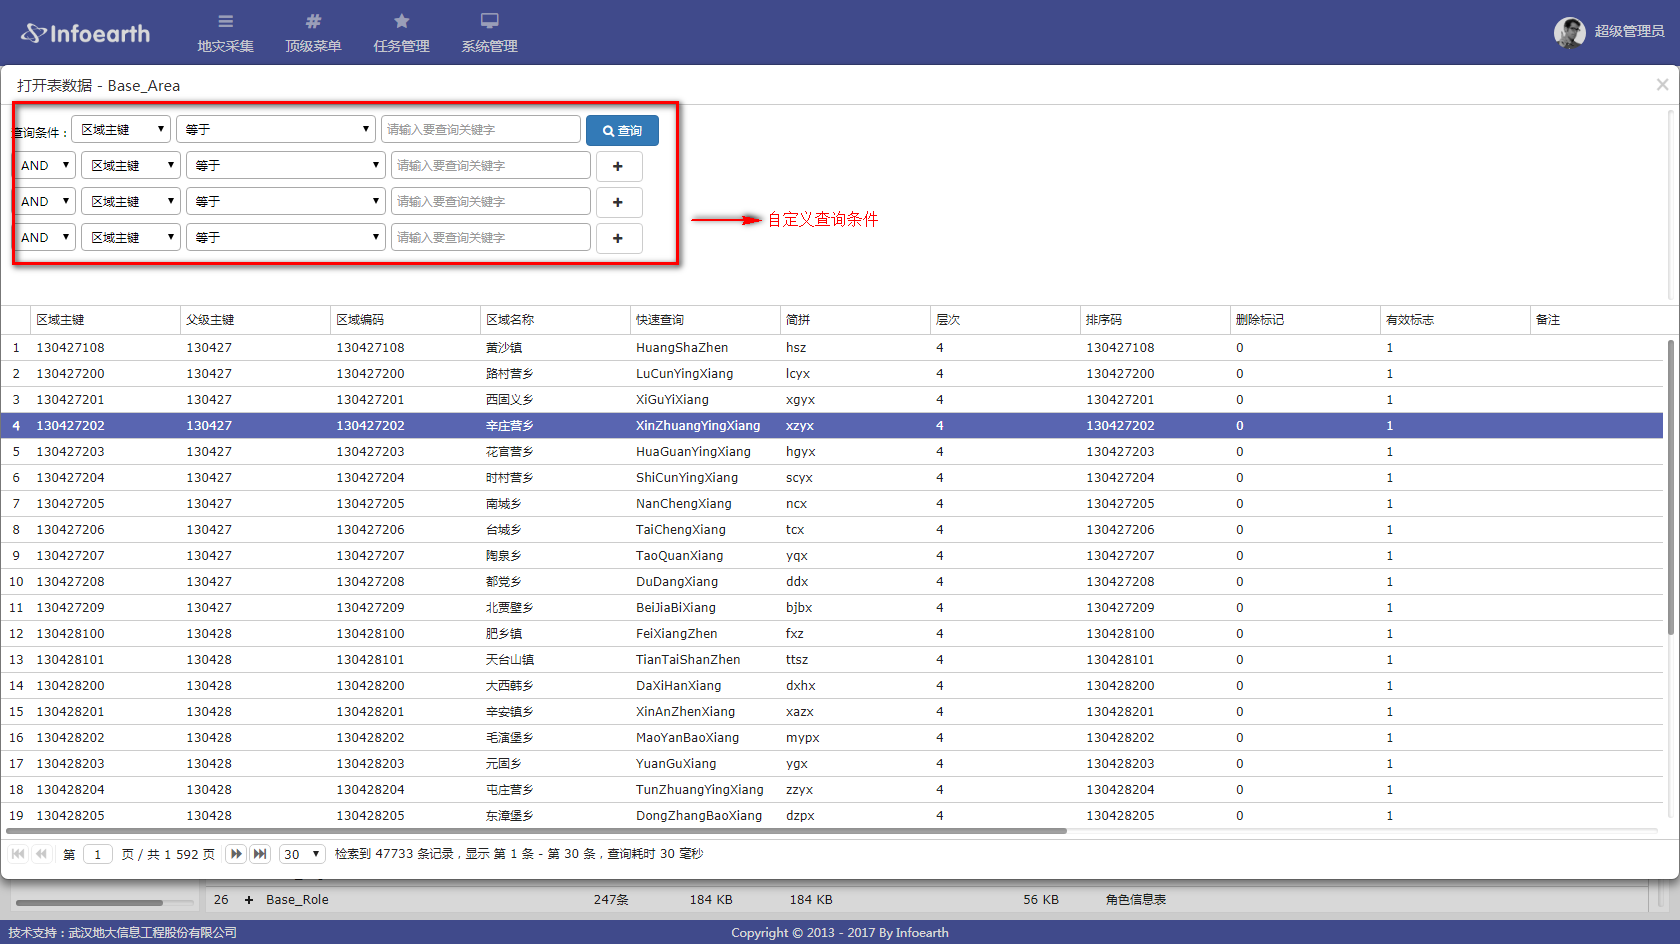 Infoearth
地灾采集 顶级菜单 任务管理 系统管理 超级管理员
打开表数据 - Base_Area ×
查询条件： 区域主键 等于 请输入要查询关键字 查询
AND 区域主键 等于 请输入要查询关键字 +
AND 区域主键 等于 请输入要查询关键字 +
AND 区域主键 等于 请输入要查询关键字 +
自定义查询条件
区域主键 父级主键 区域编码 区域名称 快速查询 简拼 层次 排序码 删除标记 有效标志 备注
1 130427108 130427 130427108 黄沙镇 HuangShaZhen hsz 4 130427108 0 1
2 130427200 130427 130427200 路村营乡 LuCunYingXiang lcyx 4 130427200 0 1
3 130427201 130427 130427201 西固义乡 XiGuYiXiang xgyx 4 130427201 0 1
4 130427202 130427 130427202 辛庄营乡 XinZhuangYingXiang xzyx 4 130427202 0 1
5 130427203 130427 130427203 花官营乡 HuaGuanYingXiang hgyx 4 130427203 0 1
6 130427204 130427 130427204 时村营乡 ShiCunYingXiang scyx 4 130427204 0 1
7 130427205 130427 130427205 南城乡 NanChengXiang ncx 4 130427205 0 1
8 130427206 130427 130427206 台城乡 TaiChengXiang tcx 4 130427206 0 1
9 130427207 130427 130427207 陶泉乡 TaoQuanXiang yqx 4 130427207 0 1
10 130427208 130427 130427208 都党乡 DuDangXiang ddx 4 130427208 0 1
11 130427209 130427 130427209 北贾壁乡 BeiJiaBiXiang bjbx 4 130427209 0 1
12 130428100 130428 130428100 肥乡镇 FeiXiangZhen fxz 4 130428100 0 1
13 130428101 130428 130428101 天台山镇 TianTaiShanZhen ttsz 4 130428101 0 1
14 130428200 130428 130428200 大西韩乡 DaXiHanXiang dxhx 4 130428200 0 1
15 130428201 130428 130428201 辛安镇乡 XinAnZhenXiang xazx 4 130428201 0 1
16 130428202 130428 130428202 毛演堡乡 MaoYanBaoXiang mypx 4 130428202 0 1
17 130428203 130428 130428203 元固乡 YuanGuXiang ygx 4 130428203 0 1
18 130428204 130428 130428204 屯庄营乡 TunZhuangYingXiang zzyx 4 130428204 0 1
19 130428205 130428 130428205 东漳堡乡 DongZhangBaoXiang dzpx 4 130428205 0 1
第 1 页 / 共 1 592 页 30 检索到 47733 条记录，显示 第 1 条 - 第 30 条，查询耗时 30 毫秒
26 + Base_Role 247条 184 KB 184 KB 56 KB 角色信息表
技术支持：武汉地大信息工程股份有限公司 Copyright © 2013 - 2017 By Infoearth